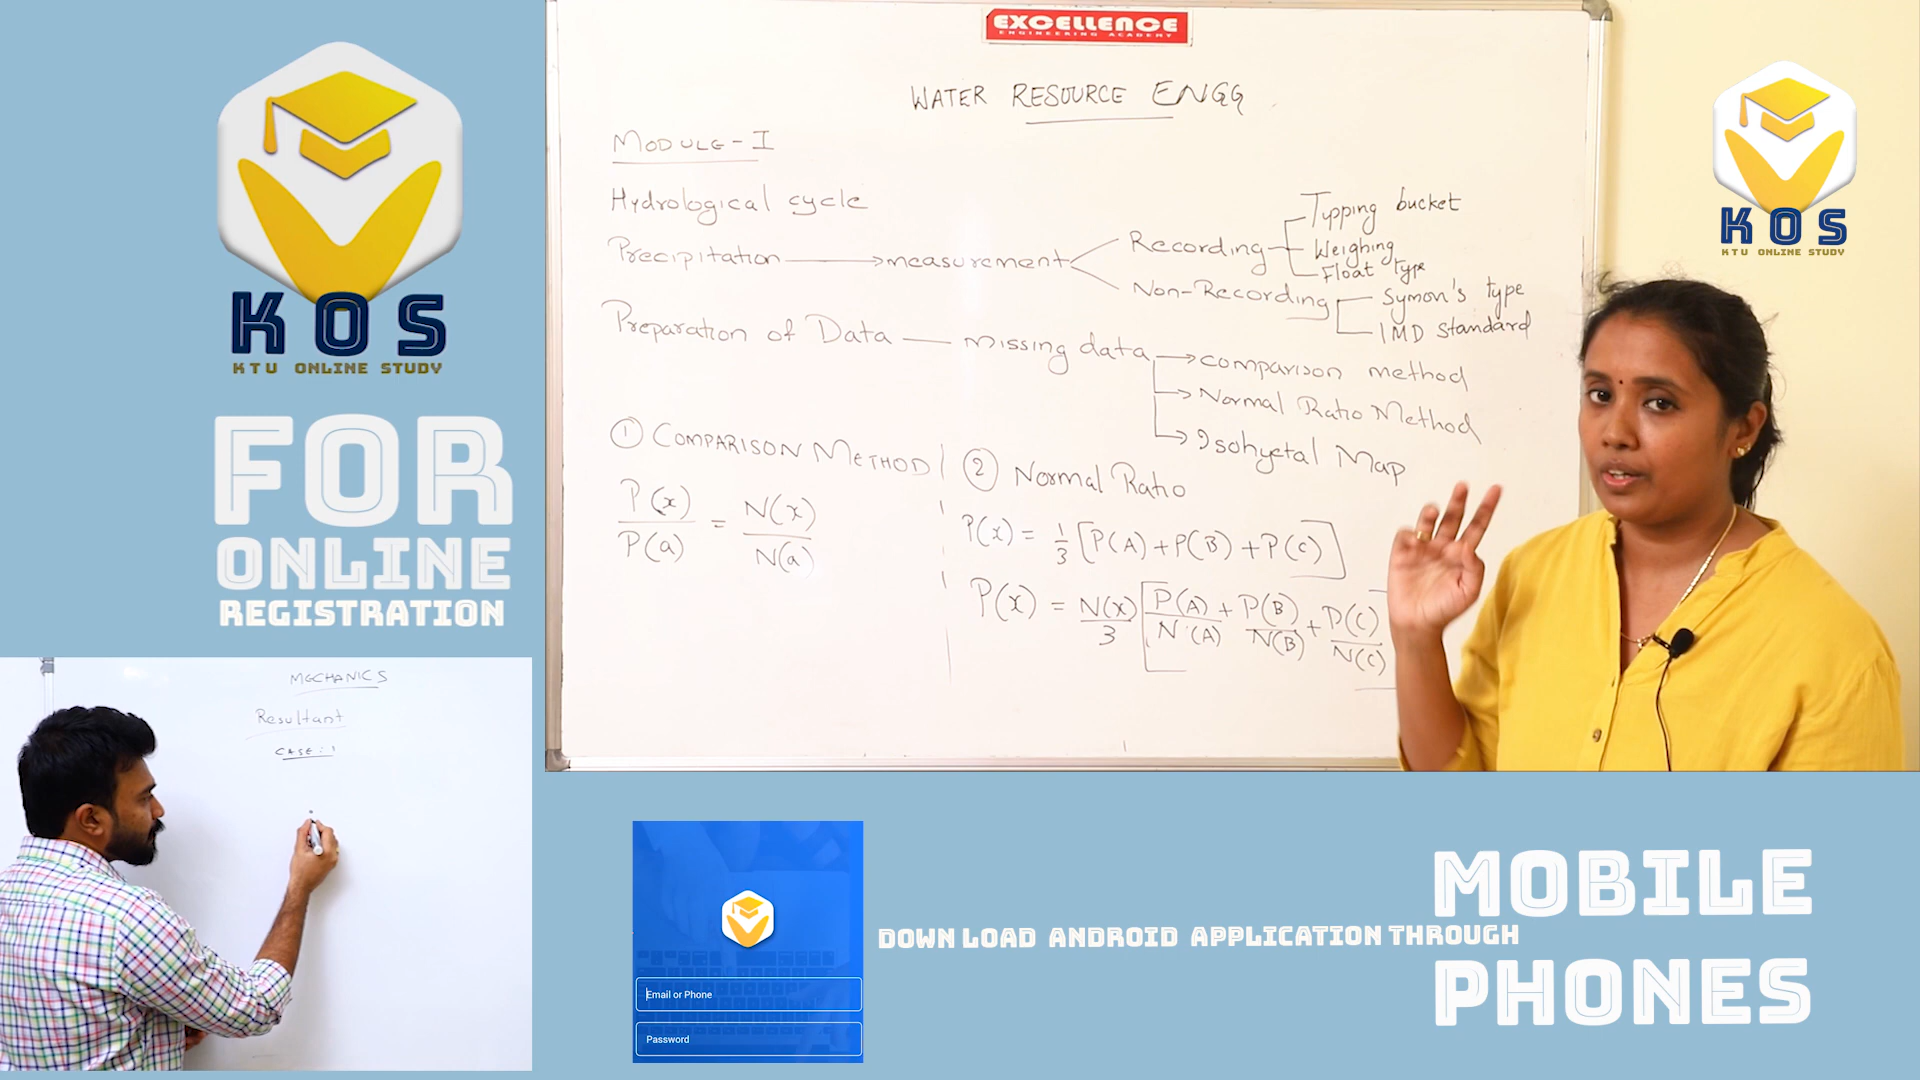 KOS
KTU ONLINE STUDY
FOR
ONLINE
REGISTRATION
EXCELLENCE
ENGINEERING ACADEMY
WATER RESOURCE ENGG
MODULE-I
Hydrological cycle
Precipitation → measurement
Recording
Tipping bucket
Weighing
Float type
Non-Recording
Symon's type
IMD standard
Preparation of Data — Missing data → comparison method
→ Normal Ratio Method
→ Isohyetal Map
① COMPARISON METHOD
P(x)/P(a) = N(x)/N(a)
② Normal Ratio
P(x) = 1/3 [P(A) + P(B) + P(C)]
P(x) = N(x)/3 [P(A)/N(A) + P(B)/N(B) + P(C)/N(C)
KOS
KTU ONLINE STUDY
MECHANICS
Resultant
CASE: 1
Email or Phone
Password
DOWN LOAD ANDROID APPLICATION THROUGH
MOBILE
PHONES